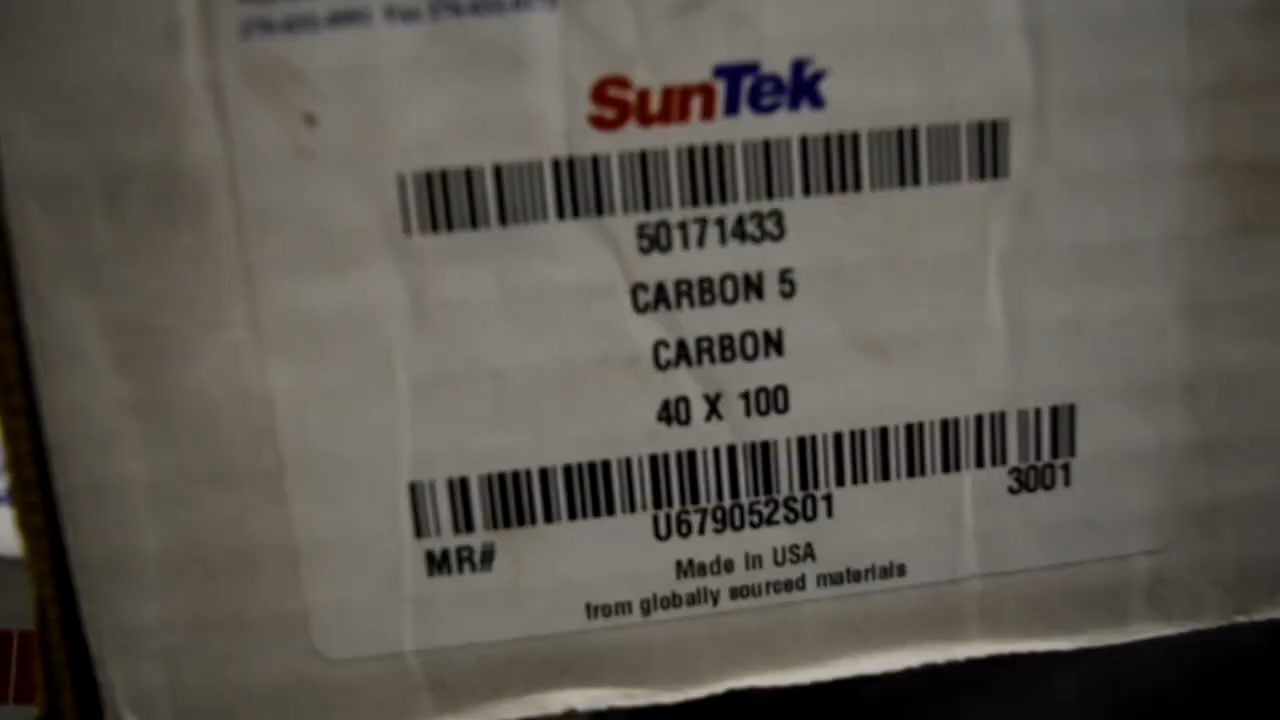 SunTek
50171433
CARBON 5
CARBON
40 X 100
3001
U679052S01
MR#
Made in USA
from globally sourced materials